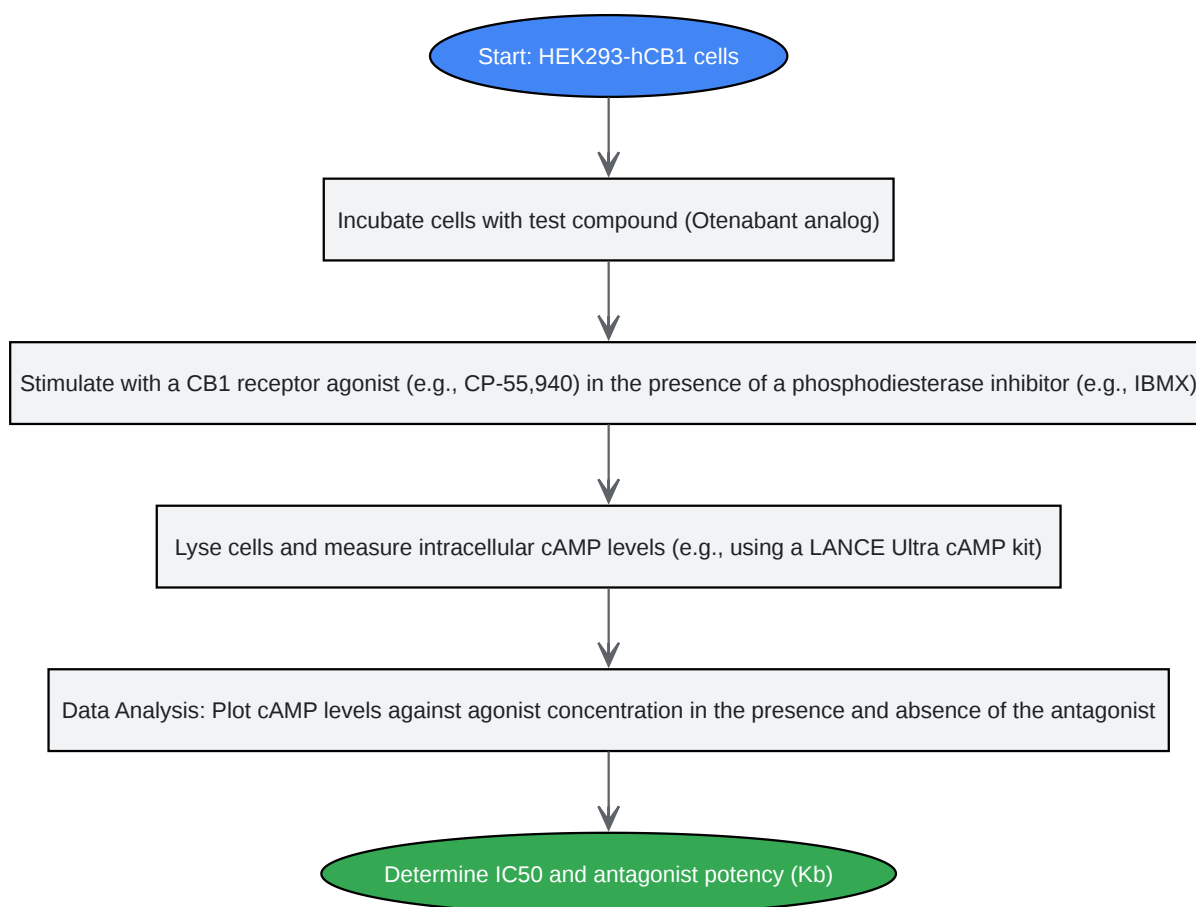 Start: HEK293-hCB1 cells
Incubate cells with test compound (Otenabant analog)
Stimulate with a CB1 receptor agonist (e.g., CP-55,940) in the presence of a phosphodiesterase inhibitor (e.g., IBMX)
Lyse cells and measure intracellular cAMP levels (e.g., using a LANCE Ultra cAMP kit)
Data Analysis: Plot cAMP levels against agonist concentration in the presence and absence of the antagonist
Determine IC50 and antagonist potency (Kb)